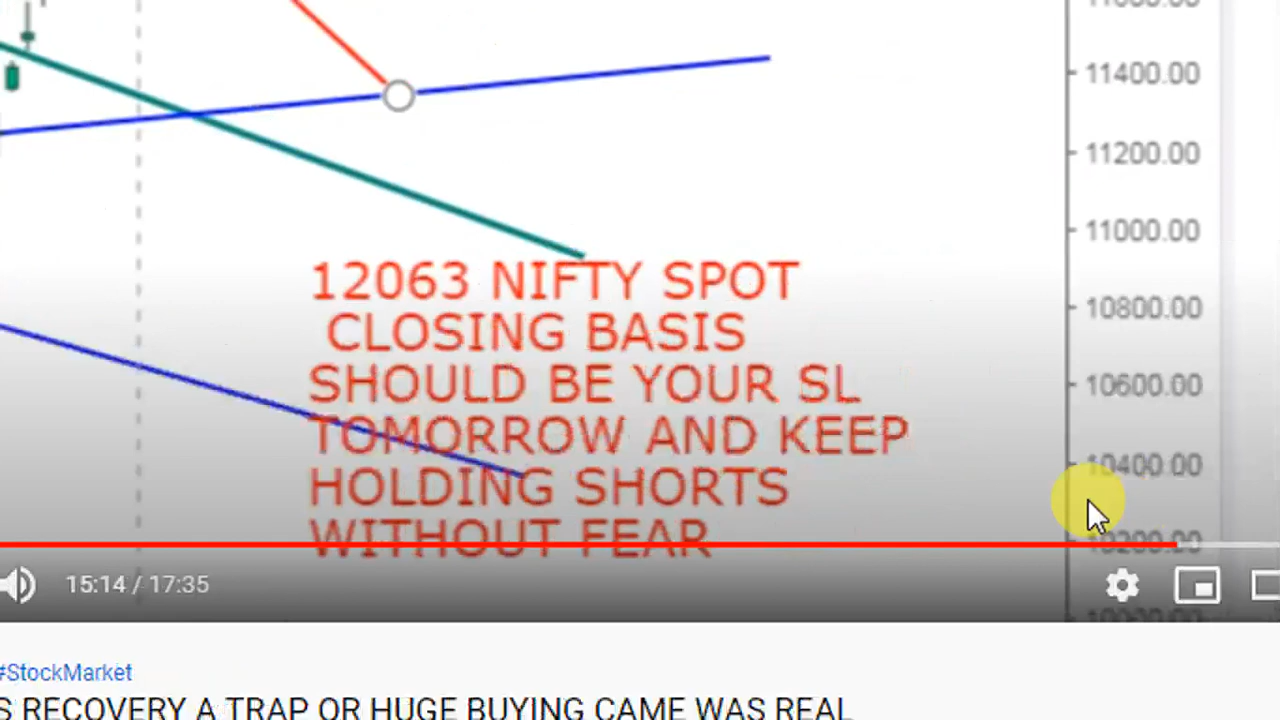 11400.00
11200.00
11000.00
12063 NIFTY SPOT
CLOSING BASIS
10800.00
SHOULD BE YOUR SL
10600.00
TOMORROW AND KEEP
10400.00
HOLDING SHORTS
WITHOUT FEAR
10200.00
15:14 / 17:35
#StockMarket
RECOVERY A TRAP OR HUGE BUYING CAME WAS REAL